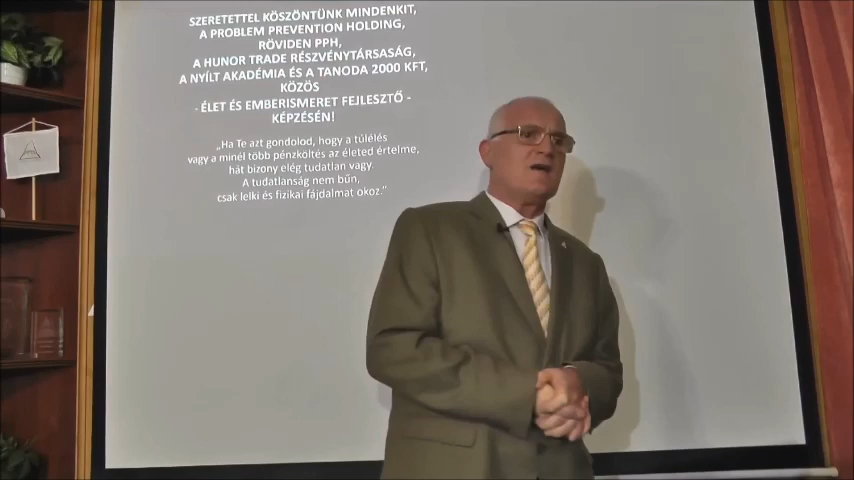 SZERETETTEL KÖSZÖNTÜNK MINDENKIT,
A PROBLEM PREVENTION HOLDING,
RÖVIDEN PPH,
A HUNOR TRADE RÉSZVÉNYTÁRSASÁG,
A NYÍLT AKADÉMIA ÉS A TANODA 2000 KFT,
KÖZÖS
- ÉLET ÉS EMBERISMERET FEJLESZTŐ -
KÉPZÉSÉN!
„Ha Te azt gondolod, hogy a túlélés
vagy a minél több pénzköltés az életed értelme,
hát bizony elég tudatlan vagy.
A tudatlanság nem bűn,
csak lelki és fizikai fájdalmat okoz."